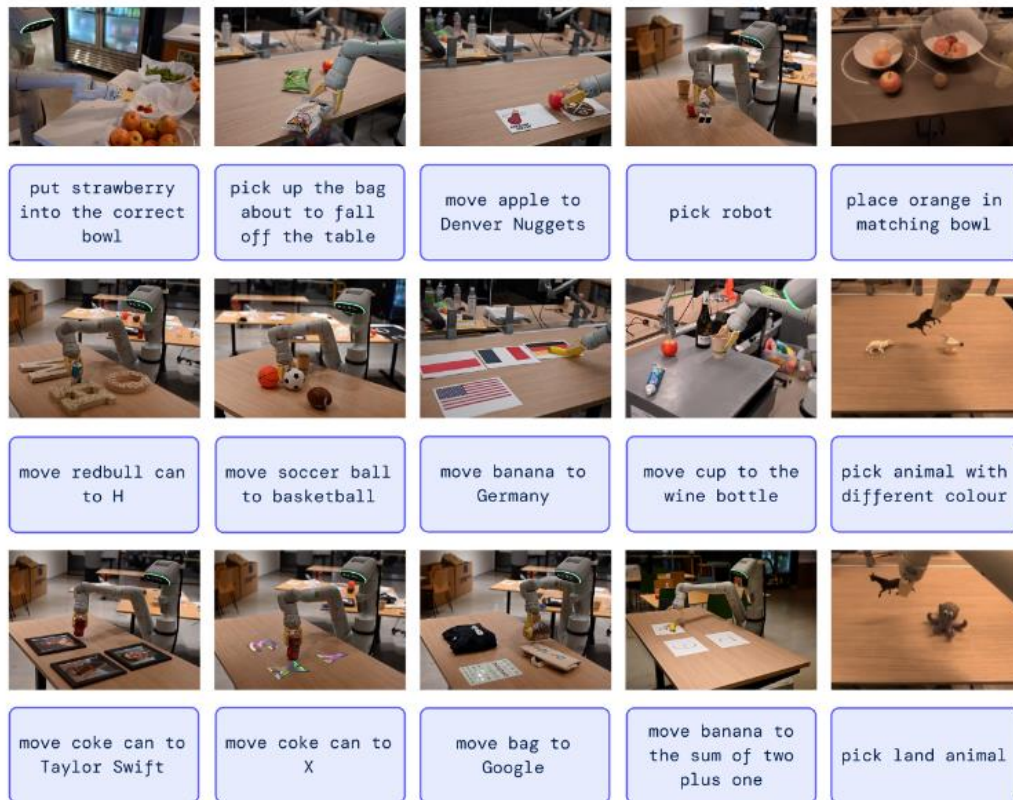 put strawberry
into the correct
bowl
pick up the bag
about to fall
off the table
move apple to
Denver Nuggets
pick robot
place orange in
matching bowl
move redbull can
to H
move soccer ball
to basketball
move banana to
Germany
move cup to the
wine bottle
pick animal with
different colour
move coke can to
Taylor Swift
move coke can to
X
move bag to
Google
move banana to
the sum of two
plus one
pick land animal